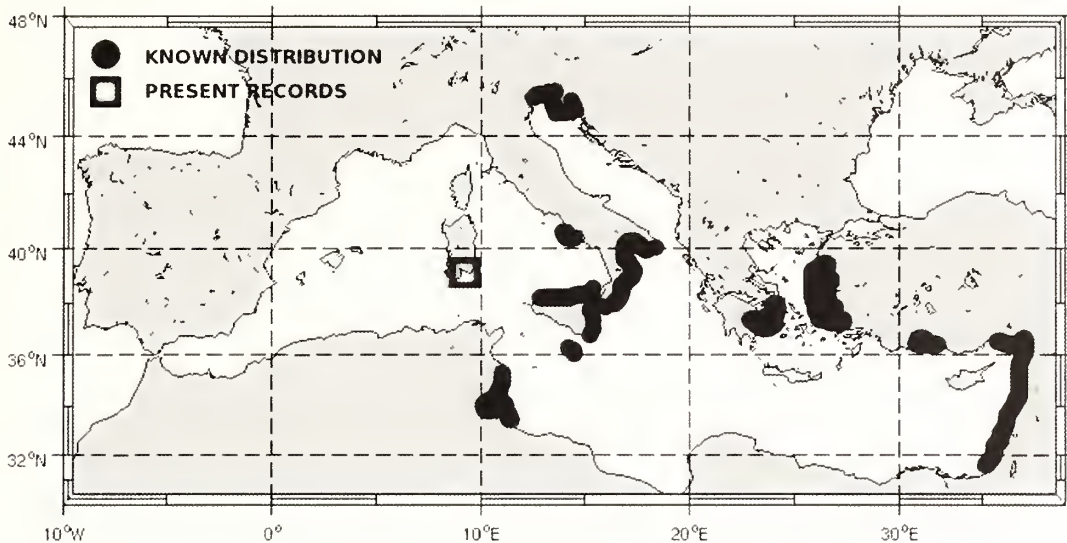 48°N
KNOWN DISTRIBUTION
PRESENT RECORDS
44°N
40°N
36°N
32°N
10°W 0° 10°E 20°E 30°E